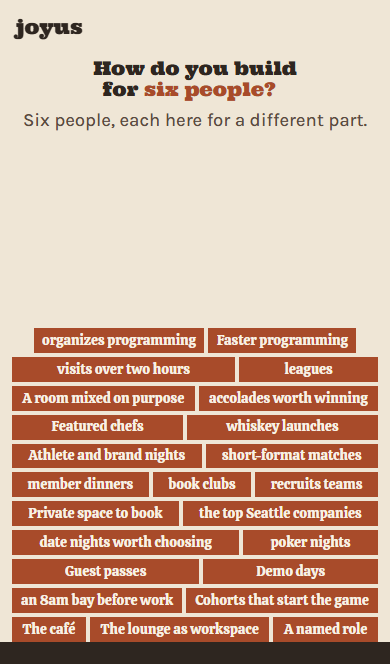 joyus
How do you build
for six people?
Six people, each here for a different part.
organizes programming Faster programming
visits over two hours leagues
A room mixed on purpose accolades worth winning
Featured chefs whiskey launches
Athlete and brand nights short-format matches
member dinners book clubs recruits teams
Private space to book the top Seattle companies
date nights worth choosing poker nights
Guest passes Demo days
an 8am bay before work Cohorts that start the game
The café The lounge as workspace A named role